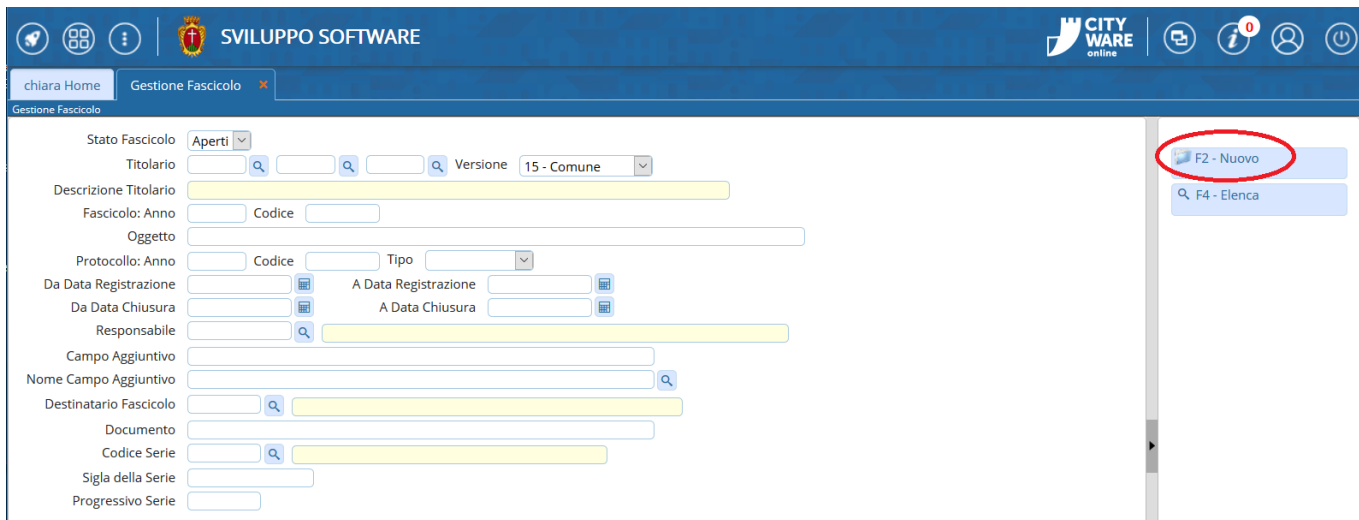 SVILUPPO SOFTWARE
CITY
WARE
online
i 0
chiara Home Gestione Fascicolo ×
Gestione Fascicolo
Stato Fascicolo Aperti
Titolario Versione 15 - Comune
Descrizione Titolario
Fascicolo: Anno Codice
Oggetto
Protocollo: Anno Codice Tipo
Da Data Registrazione A Data Registrazione
Da Data Chiusura A Data Chiusura
Responsabile
Campo Aggiuntivo
Nome Campo Aggiuntivo
Destinatario Fascicolo
Documento
Codice Serie
Sigla della Serie
Progressivo Serie
F2 - Nuovo
F4 - Elenca